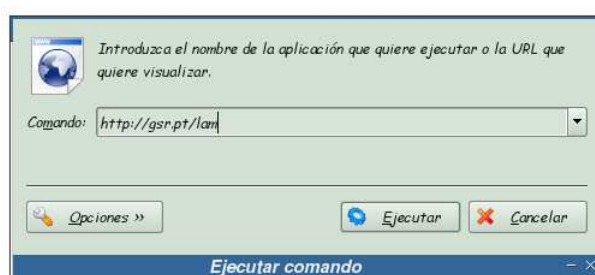 Introduzca el nombre de la aplicación que quiere ejecutar o la URL que
quiere visualizar.
Comando: http://gsr.pt/lam
Opciones »
Ejecutar
Cancelar
Ejecutar comando